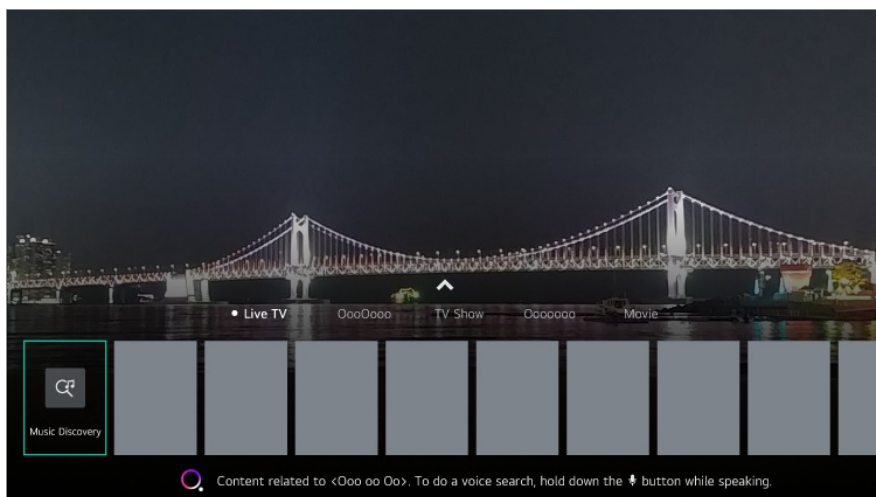 Live TV
OooOooo
TV Show
Ooooooo
Movie
Music Discovery
Content related to <Ooo oo Oo>. To do a voice search, hold down the button while speaking.